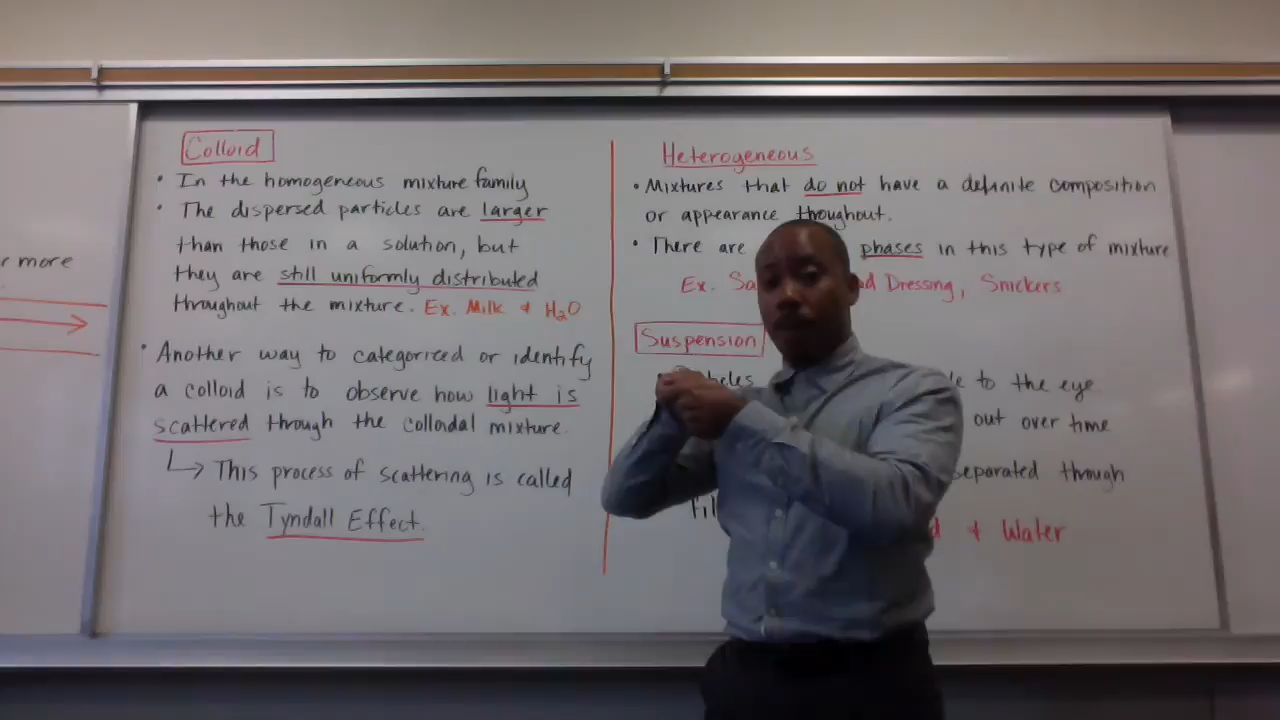 r more
Colloid
• In the homogeneous mixture family
• The dispersed particles are larger
than those in a solution, but
they are still uniformly distributed
throughout the mixture. Ex. Milk & H₂O
• Another way to categorized or identify
a colloid is to observe how light is
scattered through the colloidal mixture.
↳ This process of scattering is called
the Tyndall Effect.
Heterogeneous
• Mixtures that do not have a definite composition
or appearance throughout.
• There are phases in this type of mixture
Ex. Sa d Dressing, Snickers
Suspension
to the eye
out over time
separated through
fil
d & Water